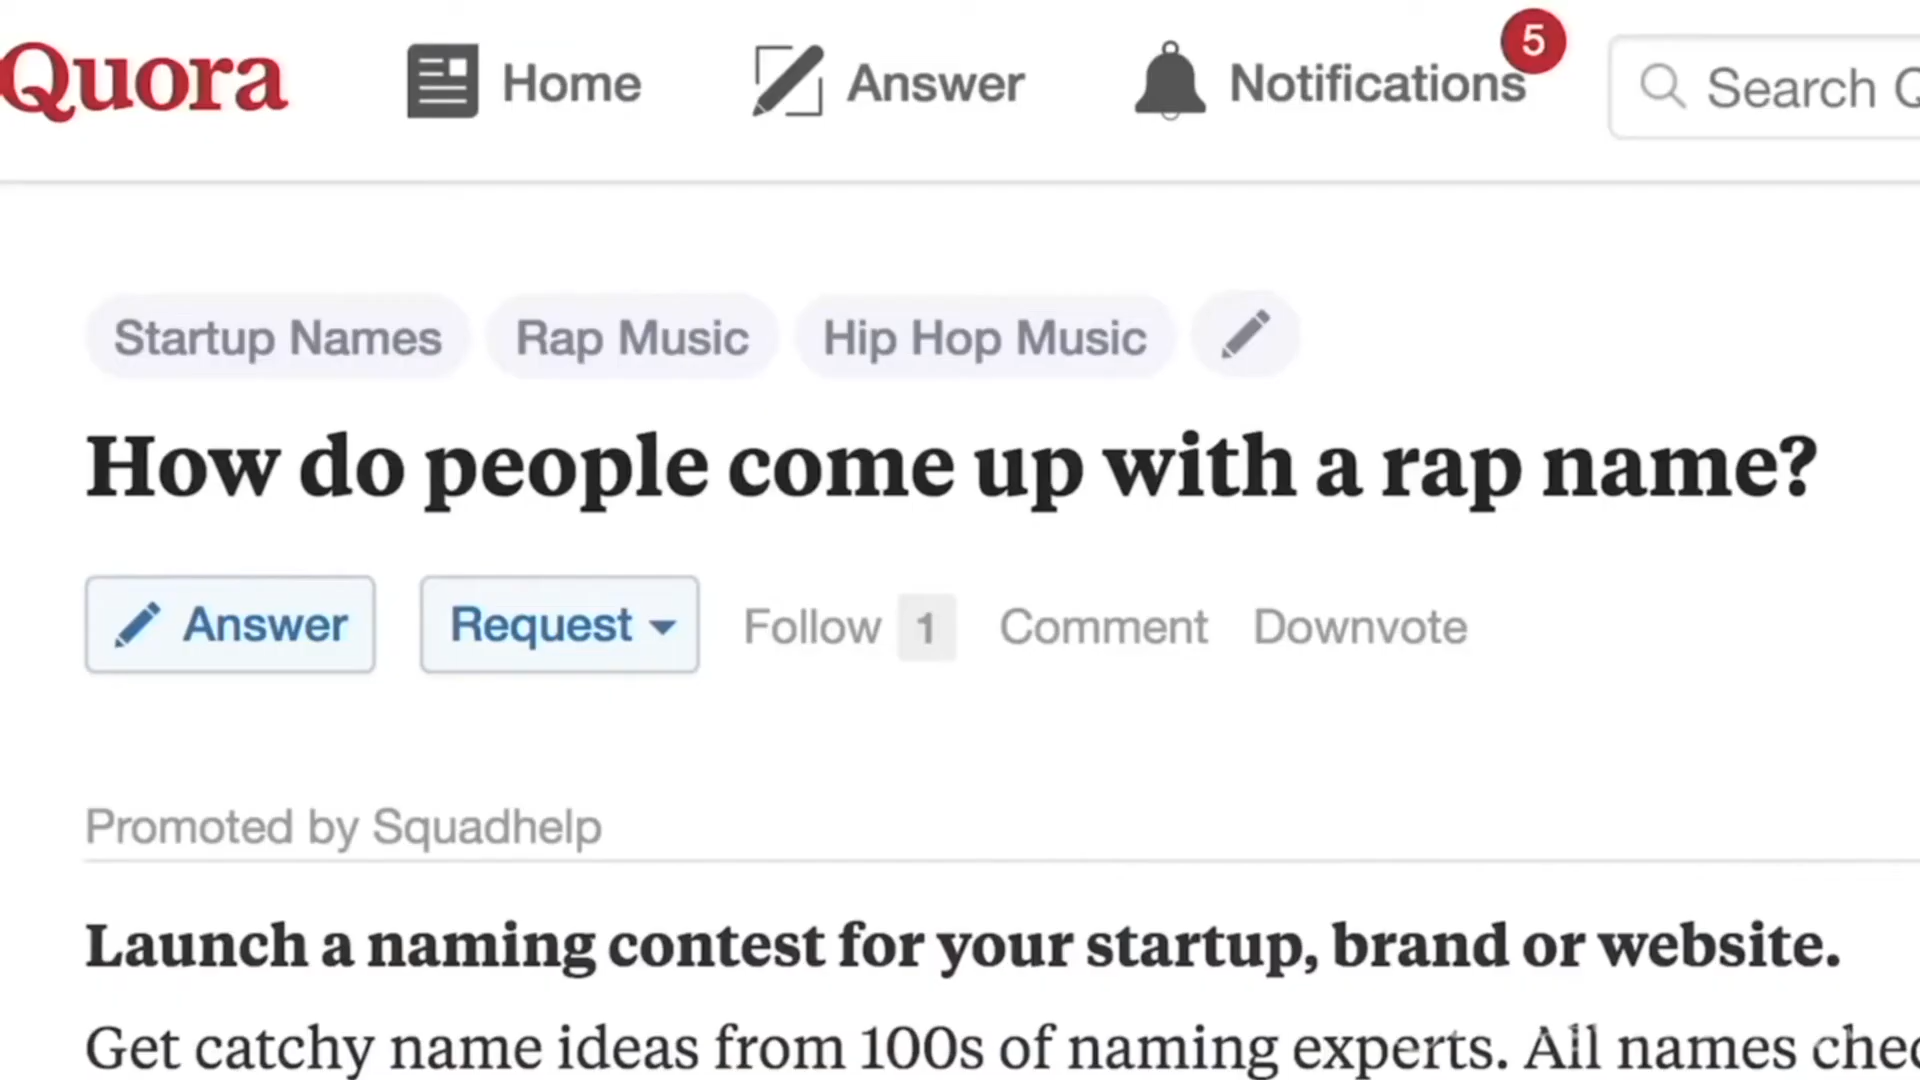 Quora Home Answer Notifications 5 Search
Startup Names Rap Music Hip Hop Music
How do people come up with a rap name?
Answer Request Follow 1 Comment Downvote
Promoted by Squadhelp
Launch a naming contest for your startup, brand or website.
Get catchy name ideas from 100s of naming experts. All names